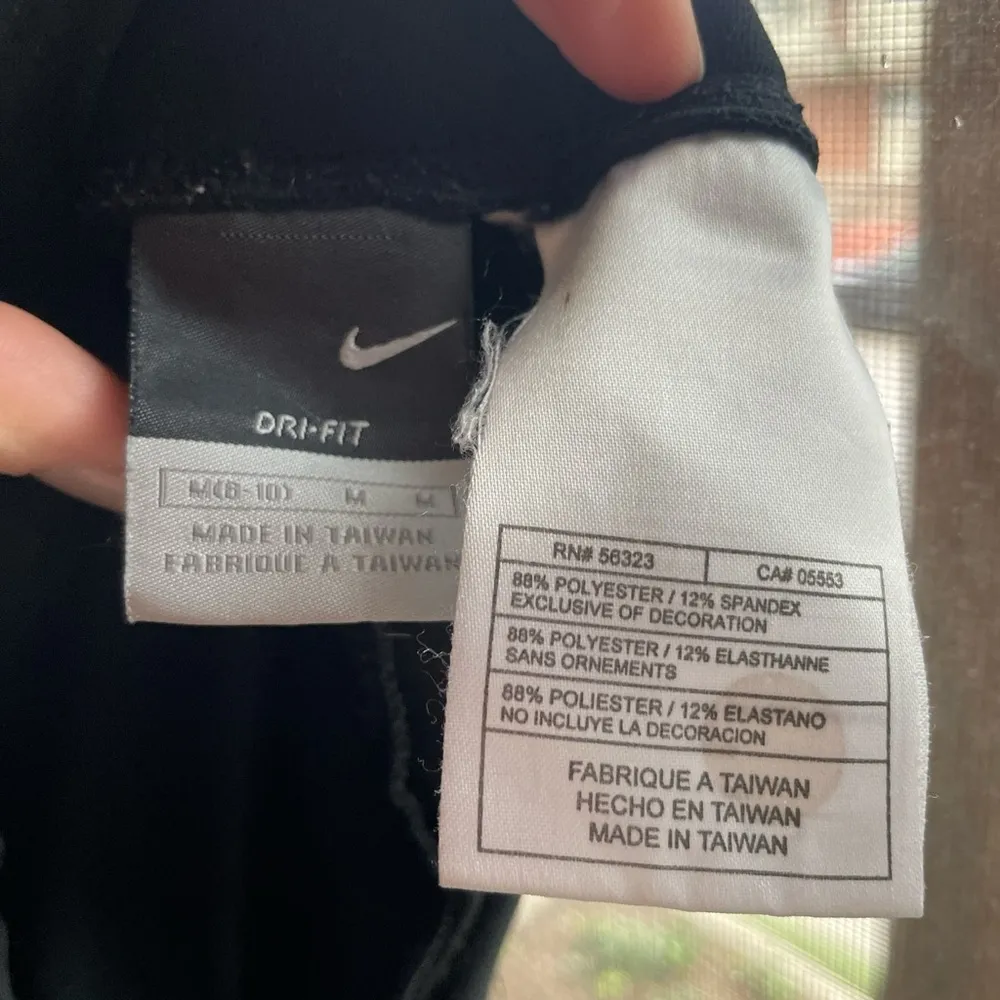 DRI-FIT
M(8-10) M M
MADE IN TAIWAN
FABRIQUE A TAIWAN
RN# 56323 CA# 05553
88% POLYESTER / 12% SPANDEX
EXCLUSIVE OF DECORATION
88% POLYESTER / 12% ELASTHANNE
SANS ORNEMENTS
88% POLIESTER / 12% ELASTANO
NO INCLUYE LA DECORACION
FABRIQUE A TAIWAN
HECHO EN TAIWAN
MADE IN TAIWAN